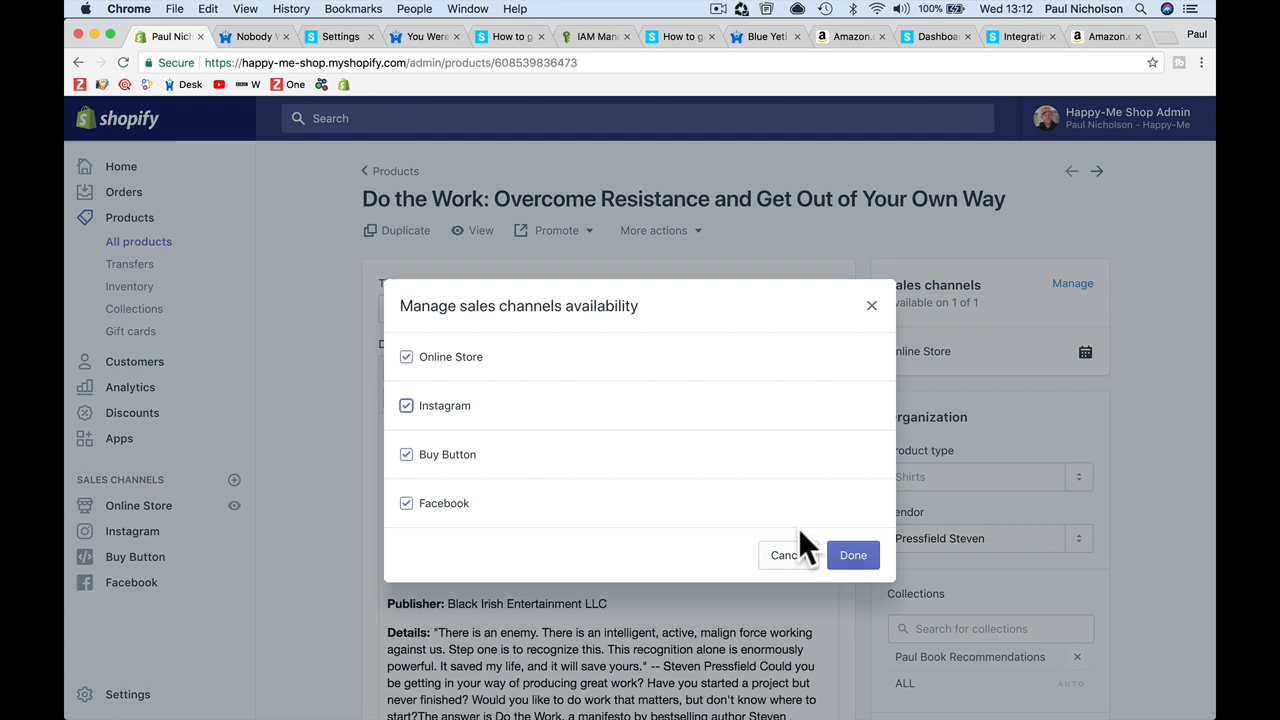 Chrome File Edit View History Bookmarks People Window Help 100% Wed 13:12 Paul Nicholson
Paul Nich Nobody W Settings You Were How to g IAM Man How to g Blue Yeti Amazon.c Dashboa Integratin Amazon.c Paul
Secure https://happy-me-shop.myshopify.com/admin/products/608539836473
Desk W One
shopify Search Happy-Me Shop Admin
Paul Nicholson - Happy-Me
Home
Orders
Products
All products
Transfers
Inventory
Collections
Gift cards
Customers
Analytics
Discounts
Apps
SALES CHANNELS
Online Store
Instagram
Buy Button
Facebook
Settings
Products
Do the Work: Overcome Resistance and Get Out of Your Own Way
Duplicate View Promote More actions
Manage sales channels availability
Online Store
Instagram
Buy Button
Facebook
Canc Done
Publisher: Black Irish Entertainment LLC
Details: "There is an enemy. There is an intelligent, active, malign force working
against us. Step one is to recognize this. This recognition alone is enormously
powerful. It saved my life, and it will save yours." -- Steven Pressfield Could you
be getting in your way of producing great work? Have you started a project but
never finished? Would you like to do work that matters, but don't know where to
start?The answer is Do the Work, a manifesto by bestselling author Steven
ales channels Manage
ailable on 1 of 1
nline Store
rganization
roduct type
Shirts
endor
Pressfield Steven
Collections
Search for collections
Paul Book Recommendations
ALL AUTO